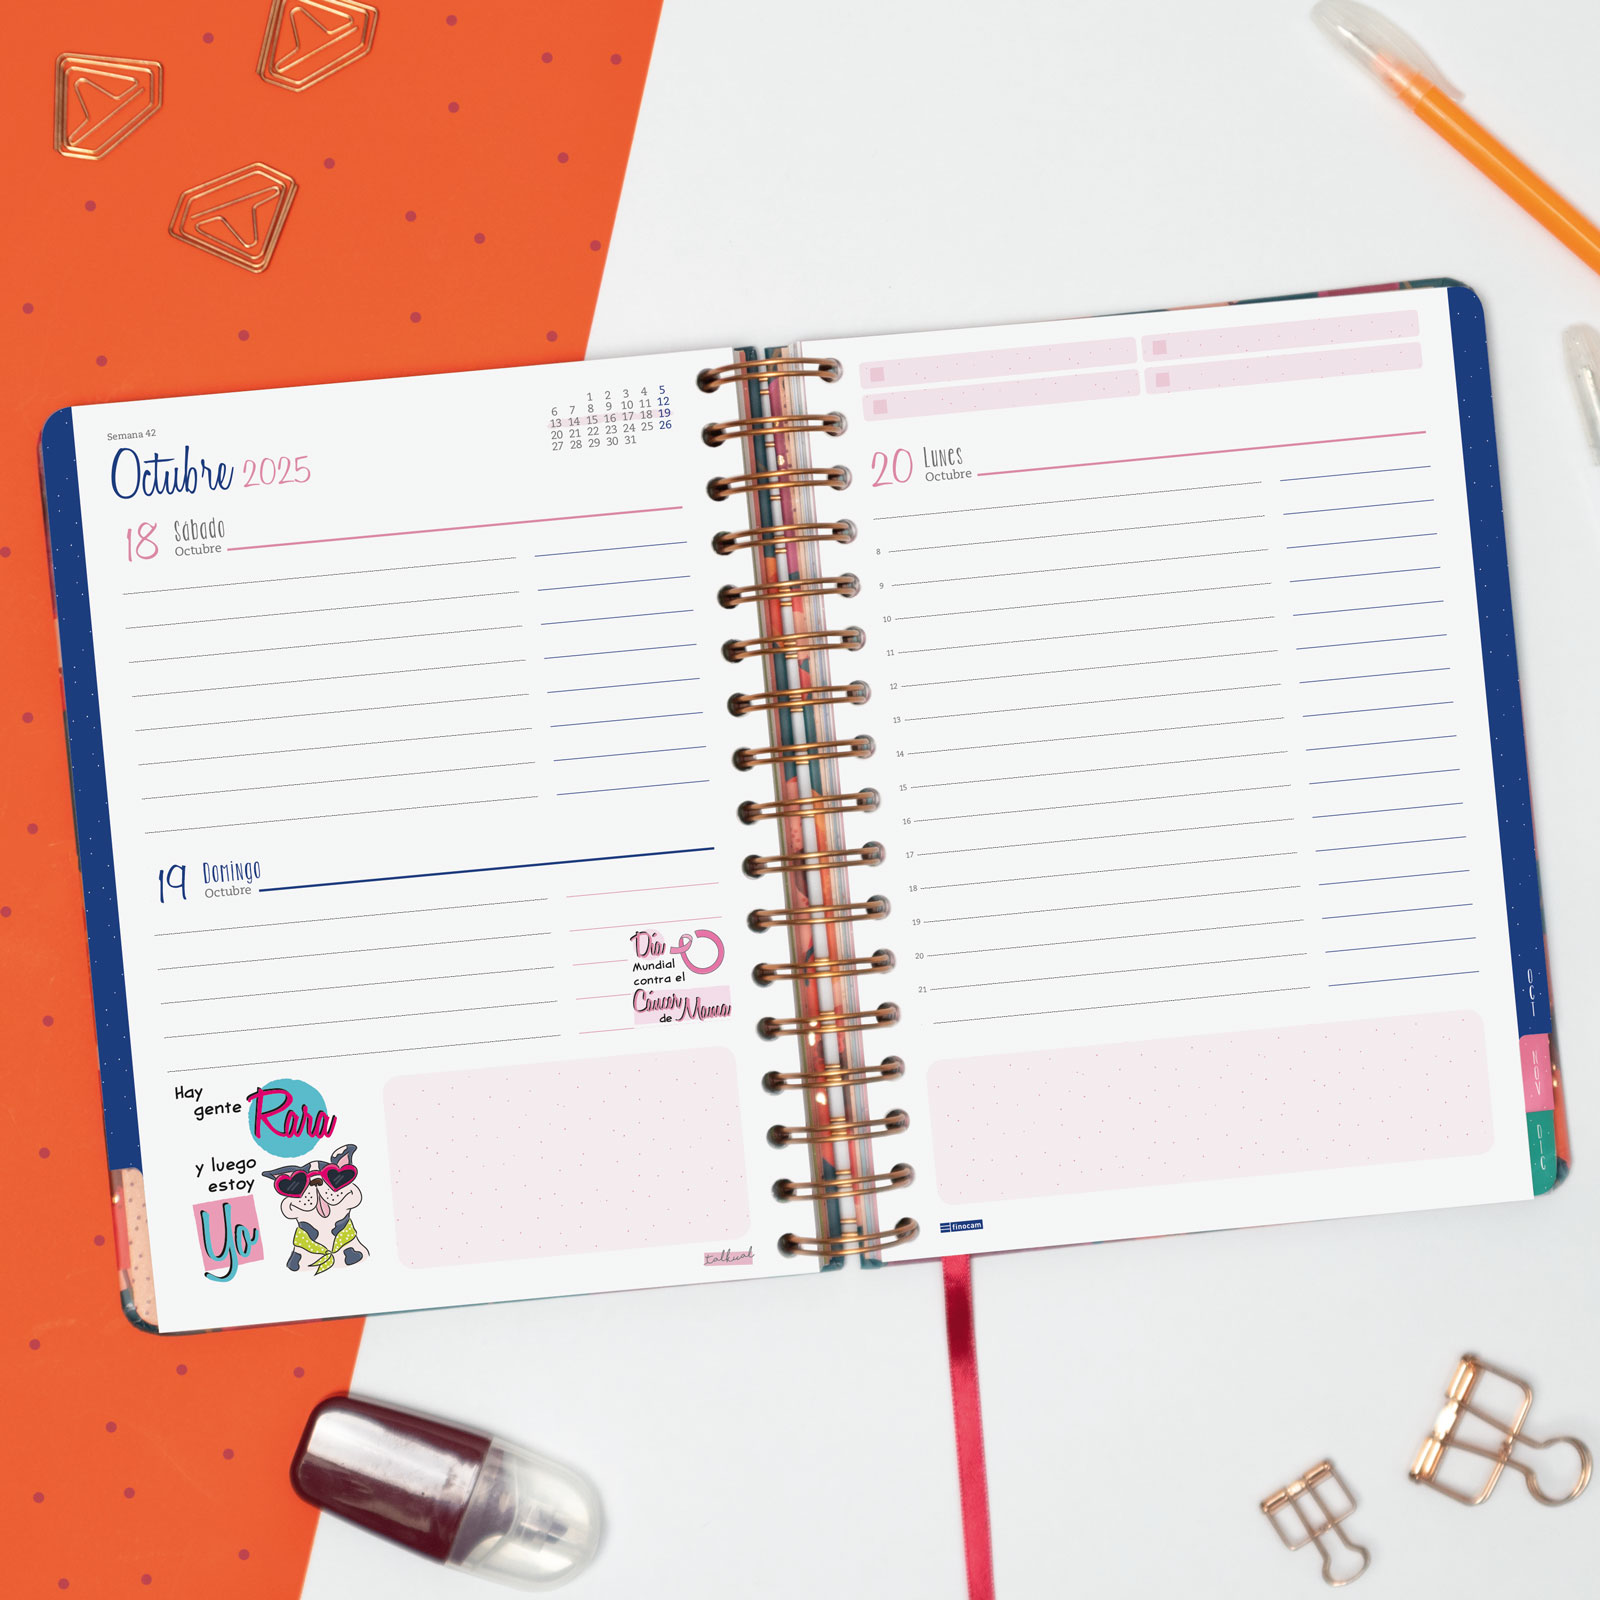 Semana 42
Octubre 2025
1 2 3 4 5
6 7 8 9 10 11 12
13 14 15 16 17 18 19
20 21 22 23 24 25 26
27 28 29 30 31
18 Sábado
Octubre
19 Domingo
Octubre
Día
Mundial
contra el
Cáncer
de Mama
Hay
gente Rara
y luego
estoy
Yo
talkual
20 Lunes
Octubre
8
9
10
11
12
13
14
15
16
17
18
19
20
21
finocam
OCT
NOV
DIC